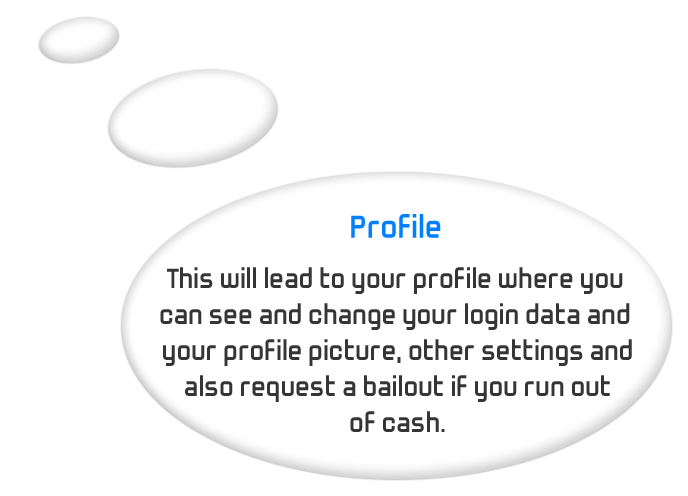 Profile
This will lead to your profile where you
can see and change your login data and
your profile picture, other settings and
also request a bailout if you run out
of cash.